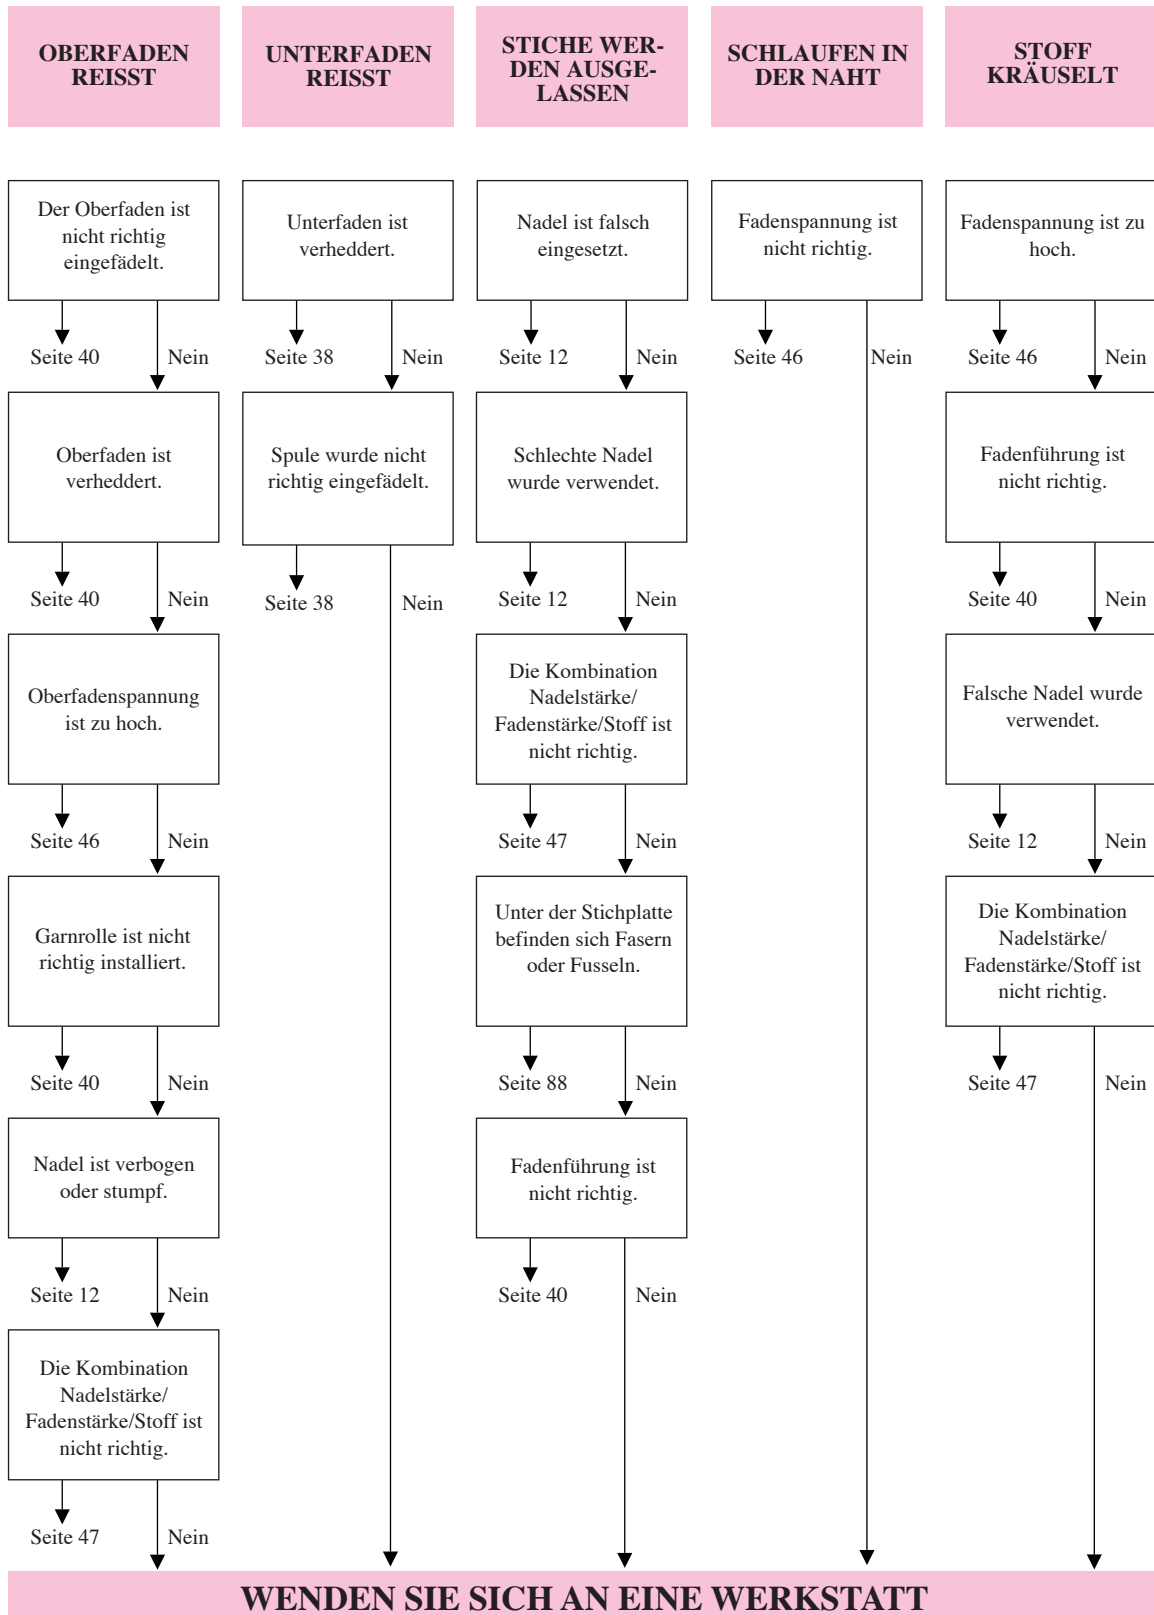 OBERFADEN
REISST
UNTERFADEN
REISST
STICHE WER-
DEN AUSGE-
LASSEN
SCHLAUFEN IN
DER NAHT
STOFF
KRÄUSELT
Der Oberfaden ist
nicht richtig
eingefädelt.
Seite 40
Nein
Oberfaden ist
verheddert.
Seite 40
Nein
Oberfadenspannung
ist zu hoch.
Seite 46
Nein
Garnrolle ist nicht
richtig installiert.
Seite 40
Nein
Nadel ist verbogen
oder stumpf.
Seite 12
Nein
Die Kombination
Nadelstärke/
Fadenstärke/Stoff ist
nicht richtig.
Seite 47
Nein
Unterfaden ist
verheddert.
Seite 38
Nein
Spule wurde nicht
richtig eingefädelt.
Seite 38
Nein
Nadel ist falsch
eingesetzt.
Seite 12
Nein
Schlechte Nadel
wurde verwendet.
Seite 12
Nein
Die Kombination
Nadelstärke/
Fadenstärke/Stoff ist
nicht richtig.
Seite 47
Nein
Unter der Stichplatte
befinden sich Fasern
oder Fusseln.
Seite 88
Nein
Fadenführung ist
nicht richtig.
Seite 40
Nein
Fadenspannung ist
nicht richtig.
Seite 46
Nein
Fadenspannung ist zu
hoch.
Seite 46
Nein
Fadenführung ist
nicht richtig.
Seite 40
Nein
Falsche Nadel wurde
verwendet.
Seite 12
Nein
Die Kombination
Nadelstärke/
Fadenstärke/Stoff ist
nicht richtig.
Seite 47
Nein
WENDEN SIE SICH AN EINE WERKSTATT